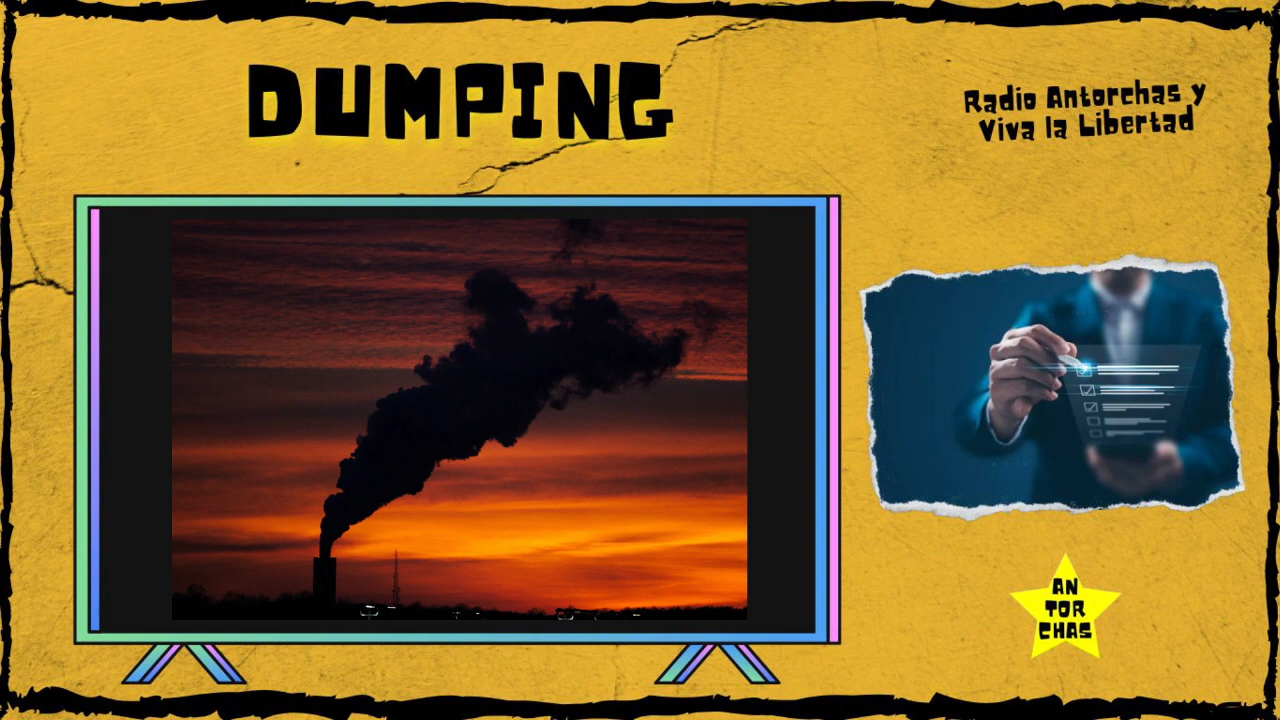 DUMPING
Radio Antorchas y
Viva la Libertad
AN
TOR
CHAS